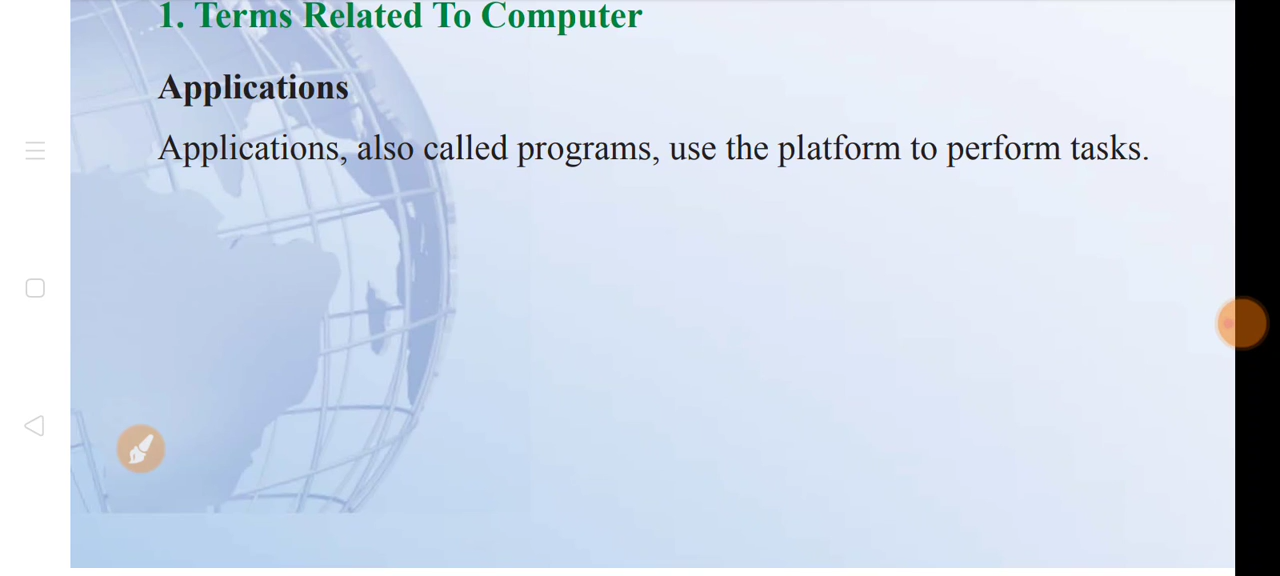 1. Terms Related To Computer
Applications
Applications, also called programs, use the platform to perform tasks.